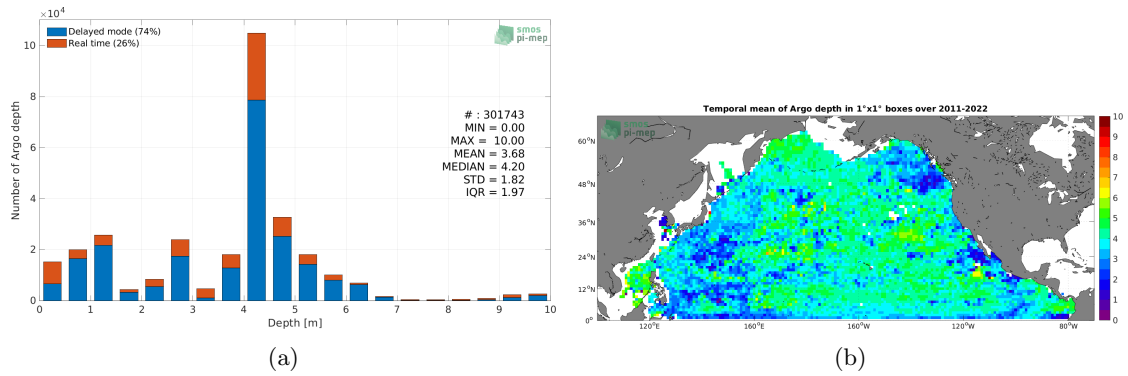 ×10⁴
Delayed mode (74%)
Real time (26%)
smos
pi-mep
10
8
6
4
2
0
Number of Argo depth
# : 301743
MIN = 0.00
MAX = 10.00
MEAN = 3.68
MEDIAN = 4.20
STD = 1.82
IQR = 1.97
0 1 2 3 4 5 6 7 8 9 10
Depth [m]
(a)
Temporal mean of Argo depth in 1°x1° boxes over 2011-2022
smos
pi-mep
60°N
48°N
36°N
24°N
12°N
0°
120°E 160°E 160°W 120°W 80°W
10
9
8
7
6
5
4
3
2
1
0
(b)